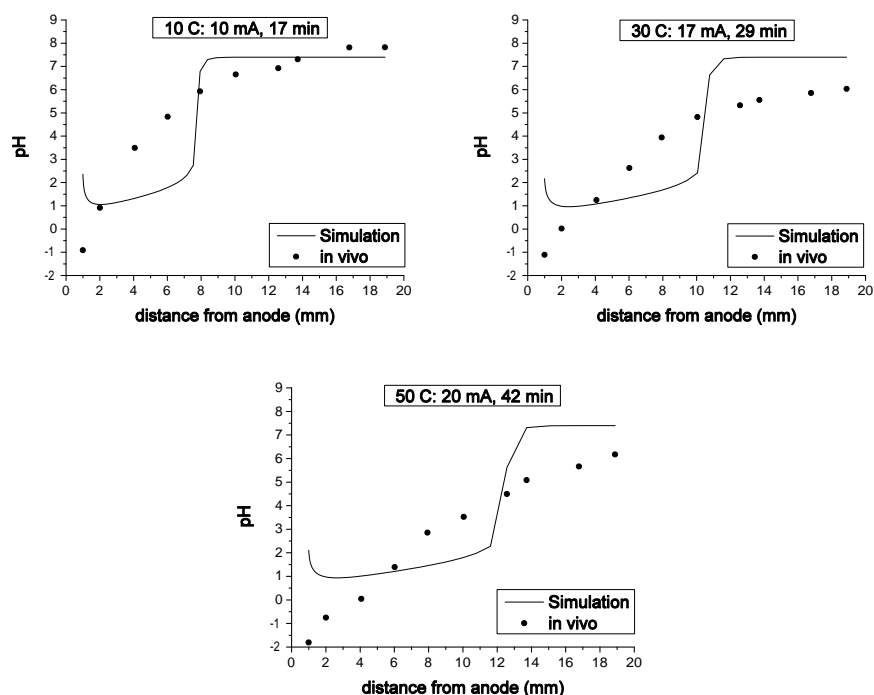 10 C: 10 mA, 17 min
9
8
7
6
5
4
3
2
1
0
-1
-2
pH
Simulation
in vivo
0 2 4 6 8 10 12 14 16 18 20
distance from anode (mm)
30 C: 17 mA, 29 min
9
8
7
6
5
4
3
2
1
0
-1
-2
pH
Simulation
in vivo
0 2 4 6 8 10 12 14 16 18 20
distance from anode (mm)
50 C: 20 mA, 42 min
9
8
7
6
5
4
3
2
1
0
-1
-2
pH
Simulation
in vivo
0 2 4 6 8 10 12 14 16 18 20
distance from anode (mm)